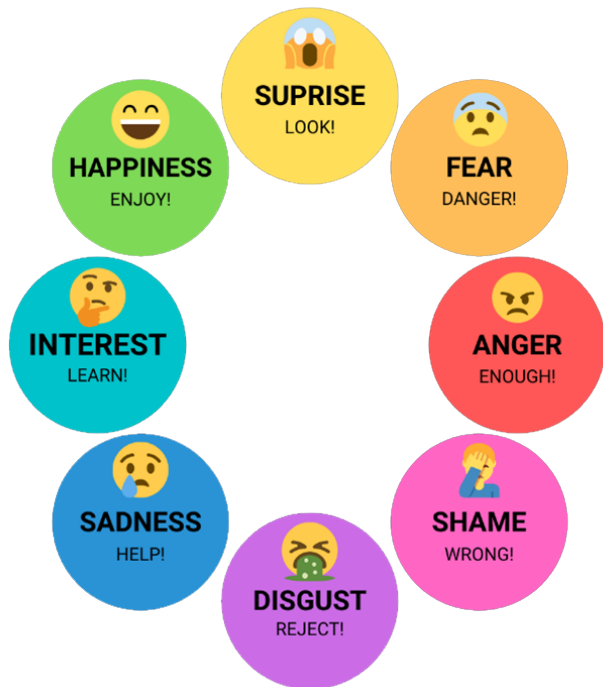 SUPRISE
LOOK!
FEAR
DANGER!
ANGER
ENOUGH!
SHAME
WRONG!
DISGUST
REJECT!
SADNESS
HELP!
INTEREST
LEARN!
HAPPINESS
ENJOY!